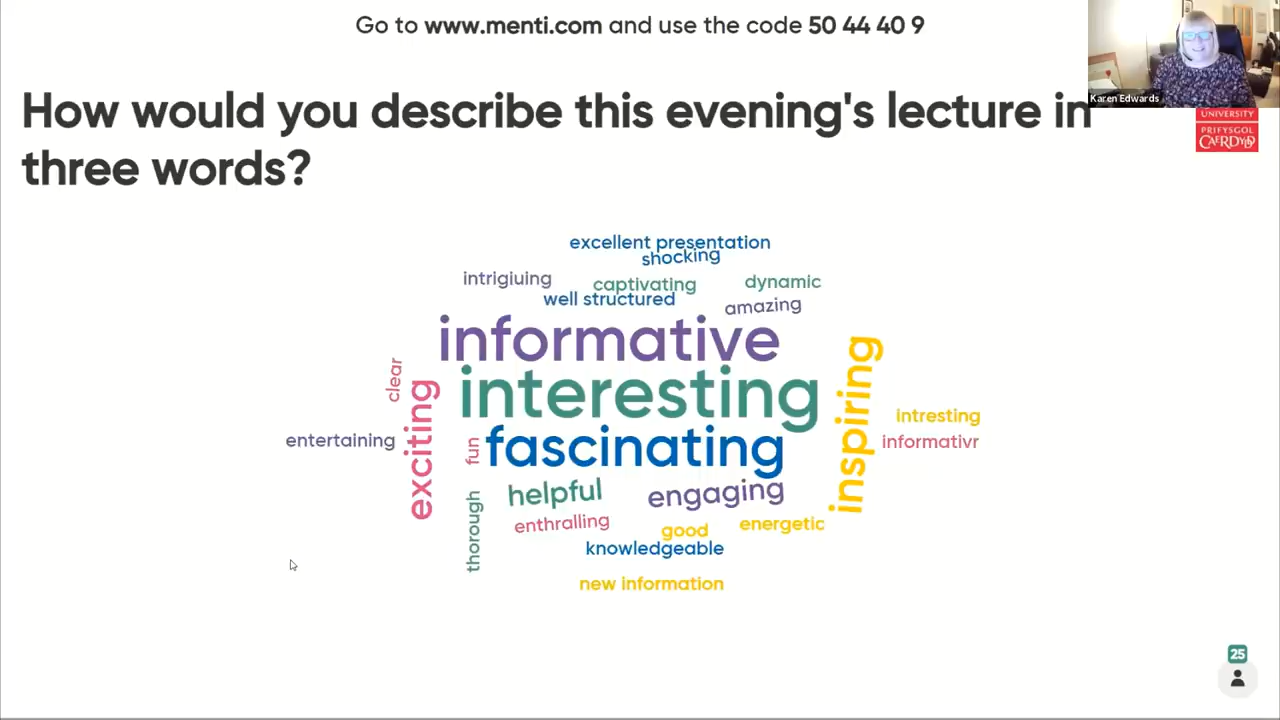 Go to www.menti.com and use the code 50 44 40 9
Karen Edwards
How would you describe this evening's lecture in
three words?
UNIVERSITY
PRIFYSGOL
CAERDYDD
excellent presentation
shocking
intrigiuing
captivating
dynamic
well structured
amazing
informative
clear
interesting
inspiring
exciting
intresting
entertaining
fun
fascinating
informativr
helpful
engaging
thorough
enthralling
good
energetic
knowledgeable
new information
25